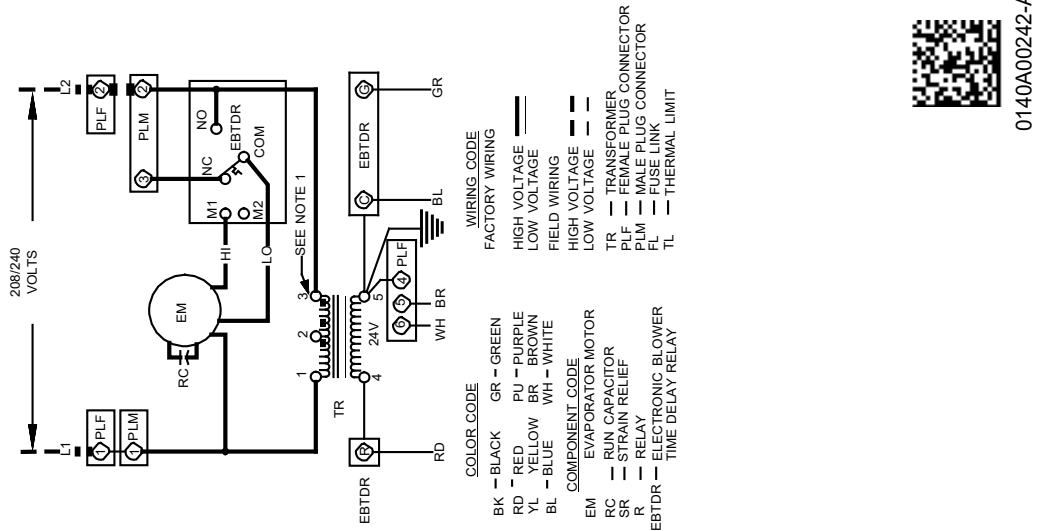 208/240
VOLTS
L1
L2
1 PLF
1 PLM
PLF 2
3 PLM 2
RC
EM
HI
LO
M1
M2
NC
NO
EBTDR
COM
SEE NOTE 1
1 2 3
TR
24V
4 5
R
EBTDR
C EBTDR G
6 5 4 PLF
RD
WH
BR
BL
GR
COLOR CODE
BK — BLACK GR — GREEN
RD — RED PU — PURPLE
YL YELLOW BR BROWN
BL — BLUE WH — WHITE
COMPONENT CODE
EM EVAPORATOR MOTOR
RC — RUN CAPACITOR
SR — STRAIN RELIEF
R — RELAY
EBTDR — ELECTRONIC BLOWER
TIME DELAY RELAY
WIRING CODE
FACTORY WIRING
HIGH VOLTAGE
LOW VOLTAGE
FIELD WIRING
HIGH VOLTAGE
LOW VOLTAGE
TR — TRANSFORMER
PLF — FEMALE PLUG CONNECTOR
PLM — MALE PLUG CONNECTOR
FL — FUSE LINK
TL — THERMAL LIMIT
0140A00242-A